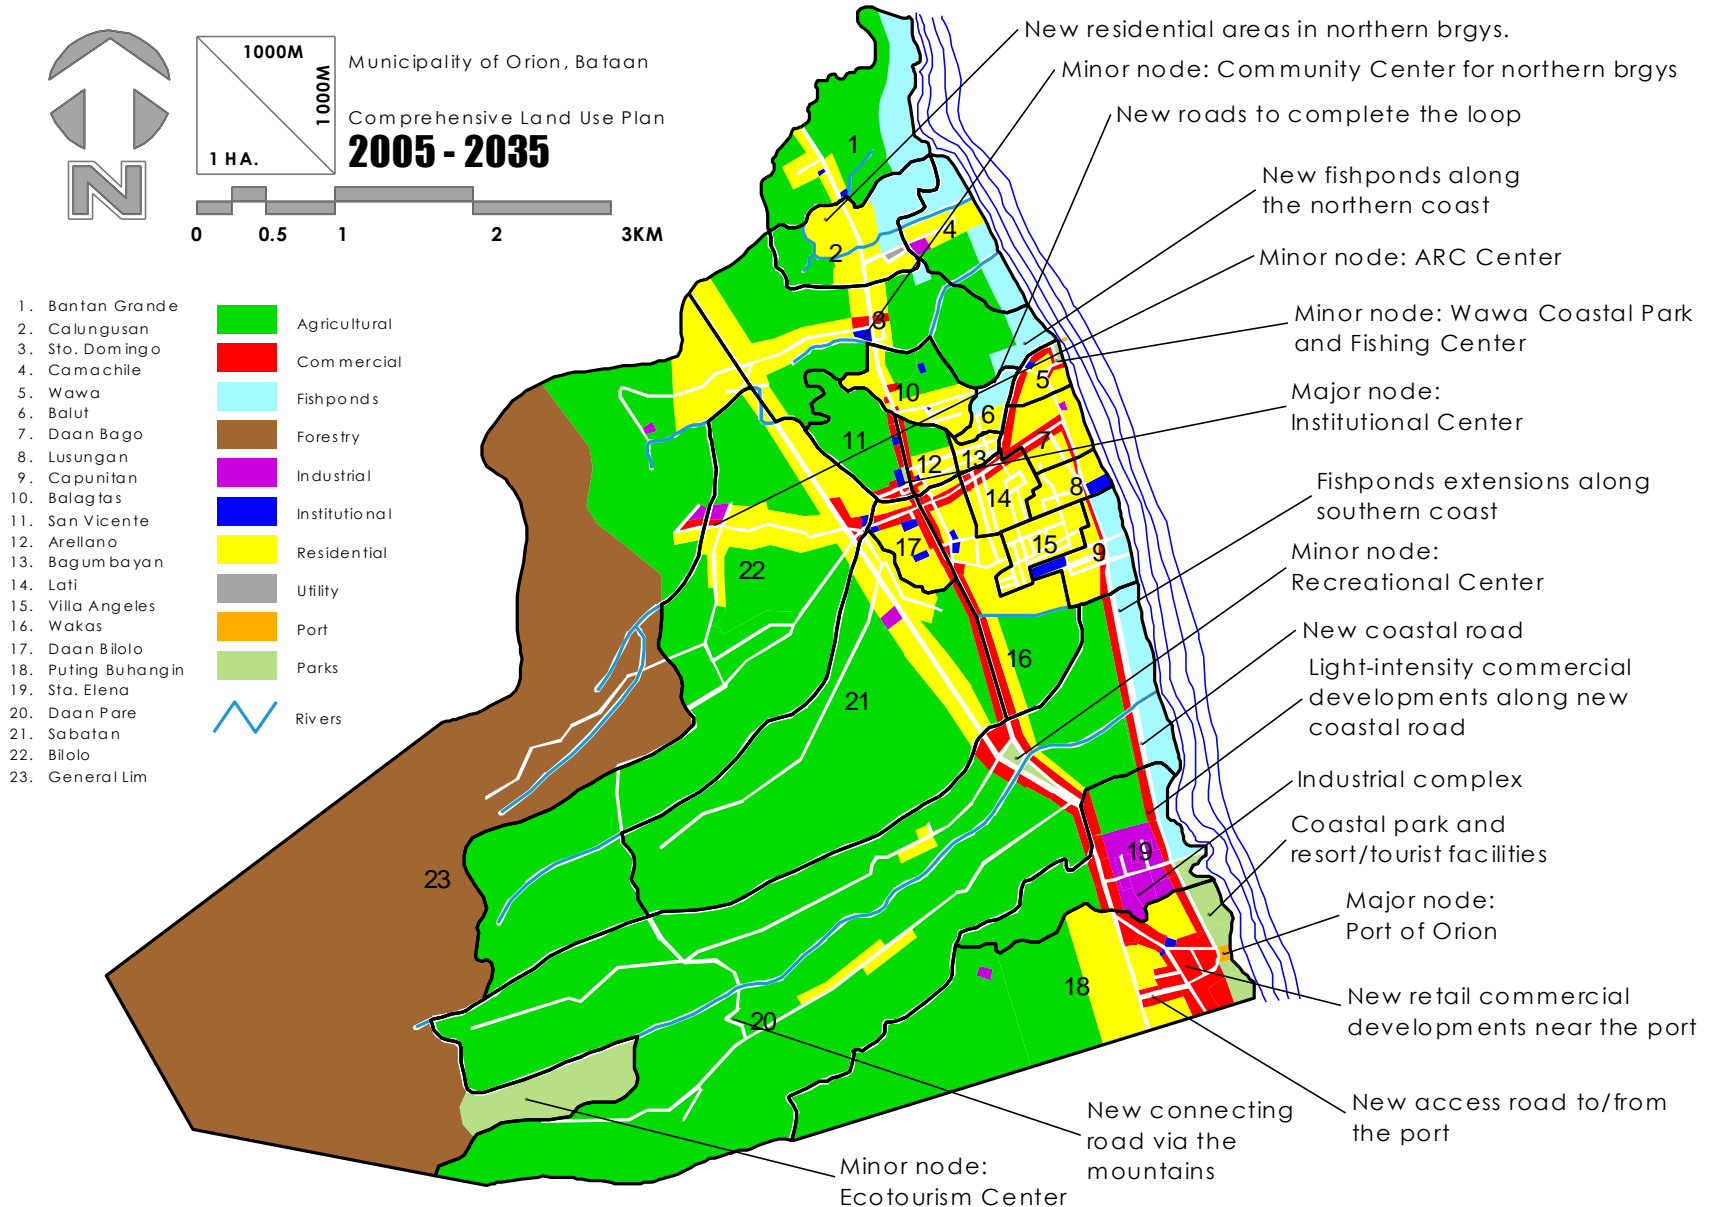 1000M
1000M
1 HA.
N
Municipality of Orion, Bataan
Comprehensive Land Use Plan
2005 - 2035
0 0.5 1 2 3KM
1. Bantan Grande
2. Calungusan
3. Sto. Domingo
4. Camachile
5. Wawa
6. Balut
7. Daan Bago
8. Lusungan
9. Capunitan
10. Balagtas
11. San Vicente
12. Arellano
13. Bagumbayan
14. Lati
15. Villa Angeles
16. Wakas
17. Daan Bilolo
18. Puting Buhangin
19. Sta. Elena
20. Daan Pare
21. Sabatan
22. Bilolo
23. General Lim
Agricultural
Commercial
Fishponds
Forestry
Industrial
Institutional
Residential
Utility
Port
Parks
Rivers
New residential areas in northern brgys.
Minor node: Community Center for northern brgys
New roads to complete the loop
New fishponds along
the northern coast
Minor node: ARC Center
Minor node: Wawa Coastal Park
and Fishing Center
Major node:
Institutional Center
Fishponds extensions along
southern coast
Minor node:
Recreational Center
New coastal road
Light-intensity commercial
developments along new
coastal road
Industrial complex
Coastal park and
resort/tourist facilities
Major node:
Port of Orion
New retail commercial
developments near the port
New access road to/from
the port
New connecting
road via the
mountains
Minor node:
Ecotourism Center
1
2
4
3
5
10
6
11
7
12
13
8
14
15
17
9
22
16
21
19
23
18
20